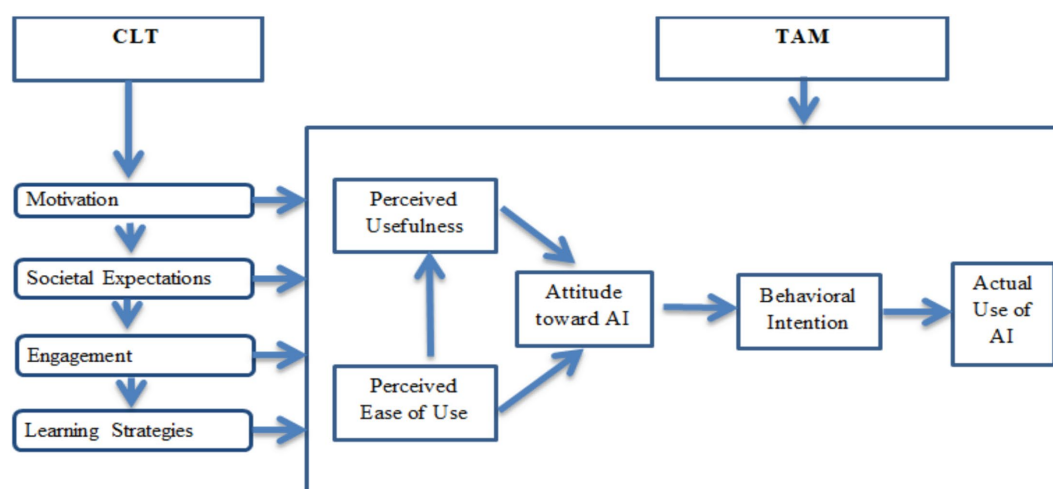 CLT
TAM
Motivation
Societal Expectations
Engagement
Learning Strategies
Perceived
Usefulness
Perceived
Ease of Use
Attitude
toward AI
Behavioral
Intention
Actual
Use of
AI